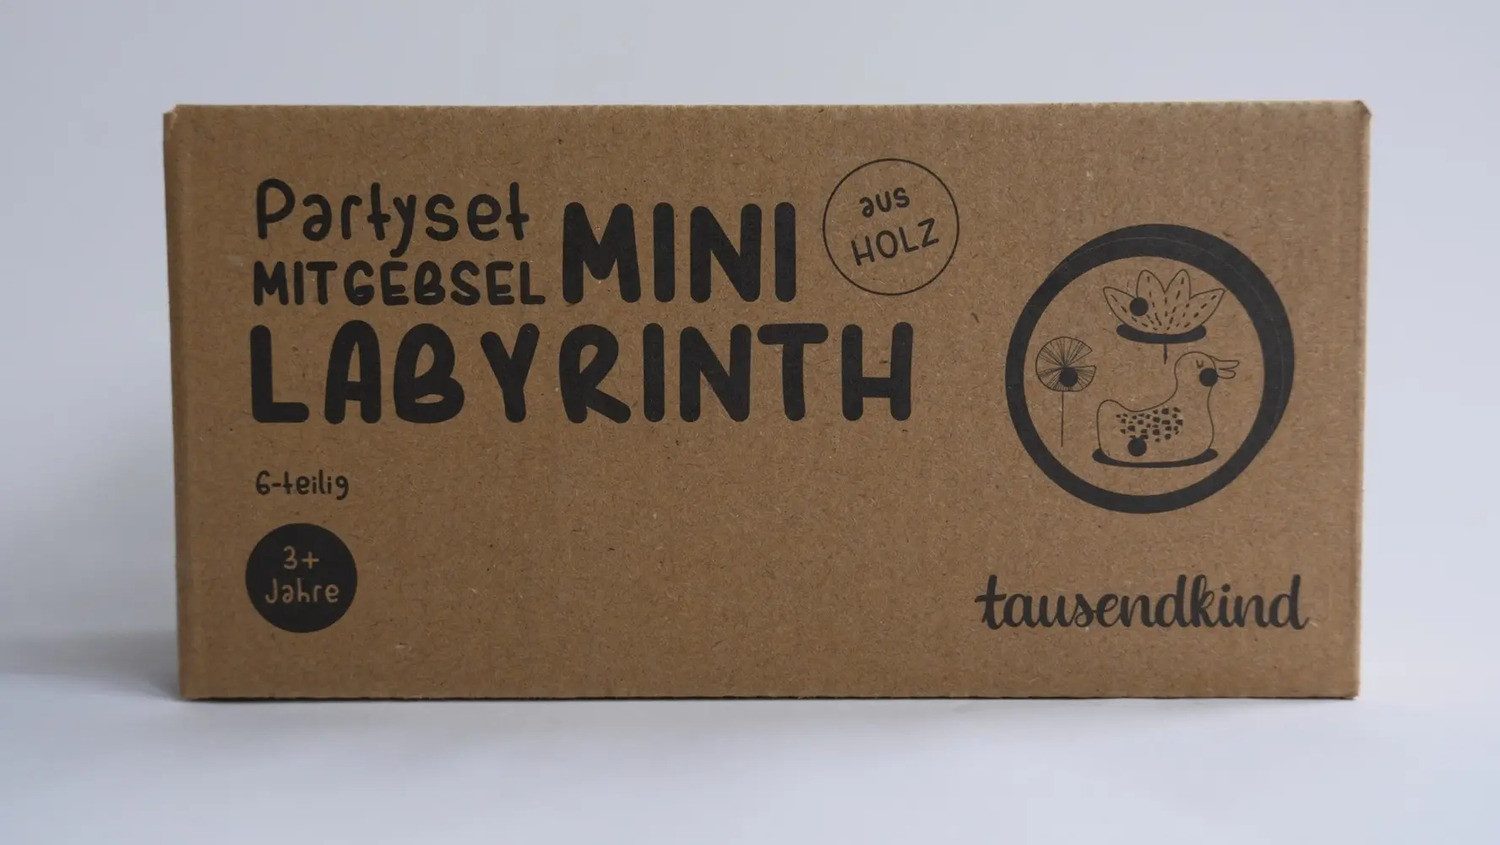 Partyset
MITGEBSEL MINI
LABYRINTH
aus
HOLZ
6-teilig
3+
Jahre
tausendkind